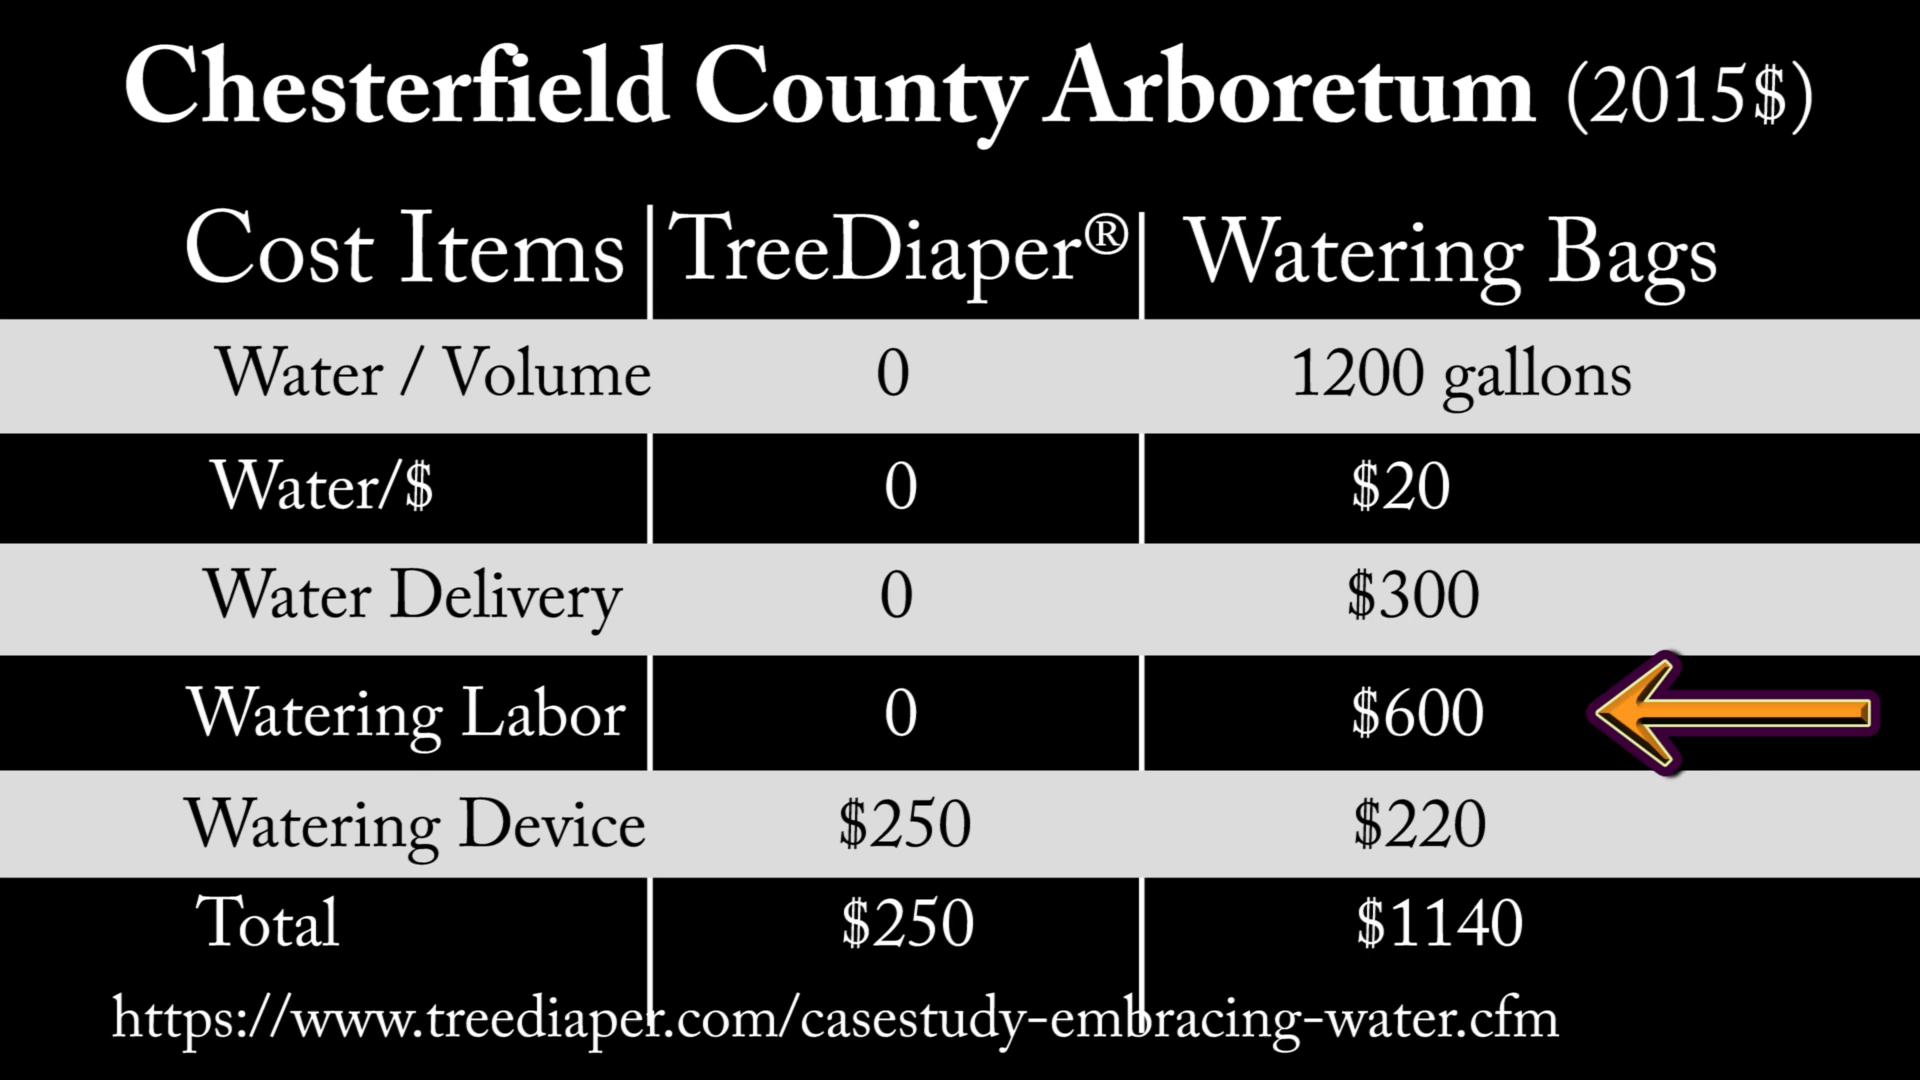 Chesterfield County Arboretum (2015$)
Cost Items TreeDiaper® Watering Bags
Water / Volume 0 1200 gallons
Water/$ 0 $20
Water Delivery 0 $300
Watering Labor 0 $600
Watering Device $250 $220
Total $250 $1140
https://www.treediaper.com/casestudy-embracing-water.cfm